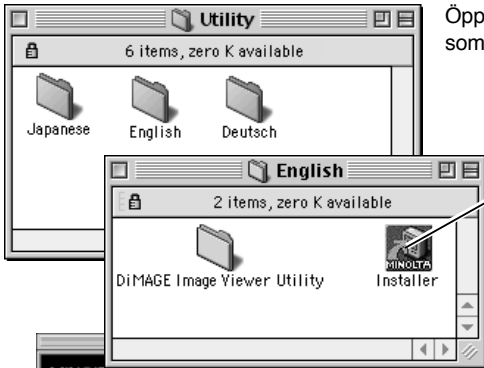 Utility
Öpp
som
6 items, zero K available
Japanese
English
Deutsch
English
2 items, zero K available
DiMAGE Image Viewer Utility
MINOLTA
Installer